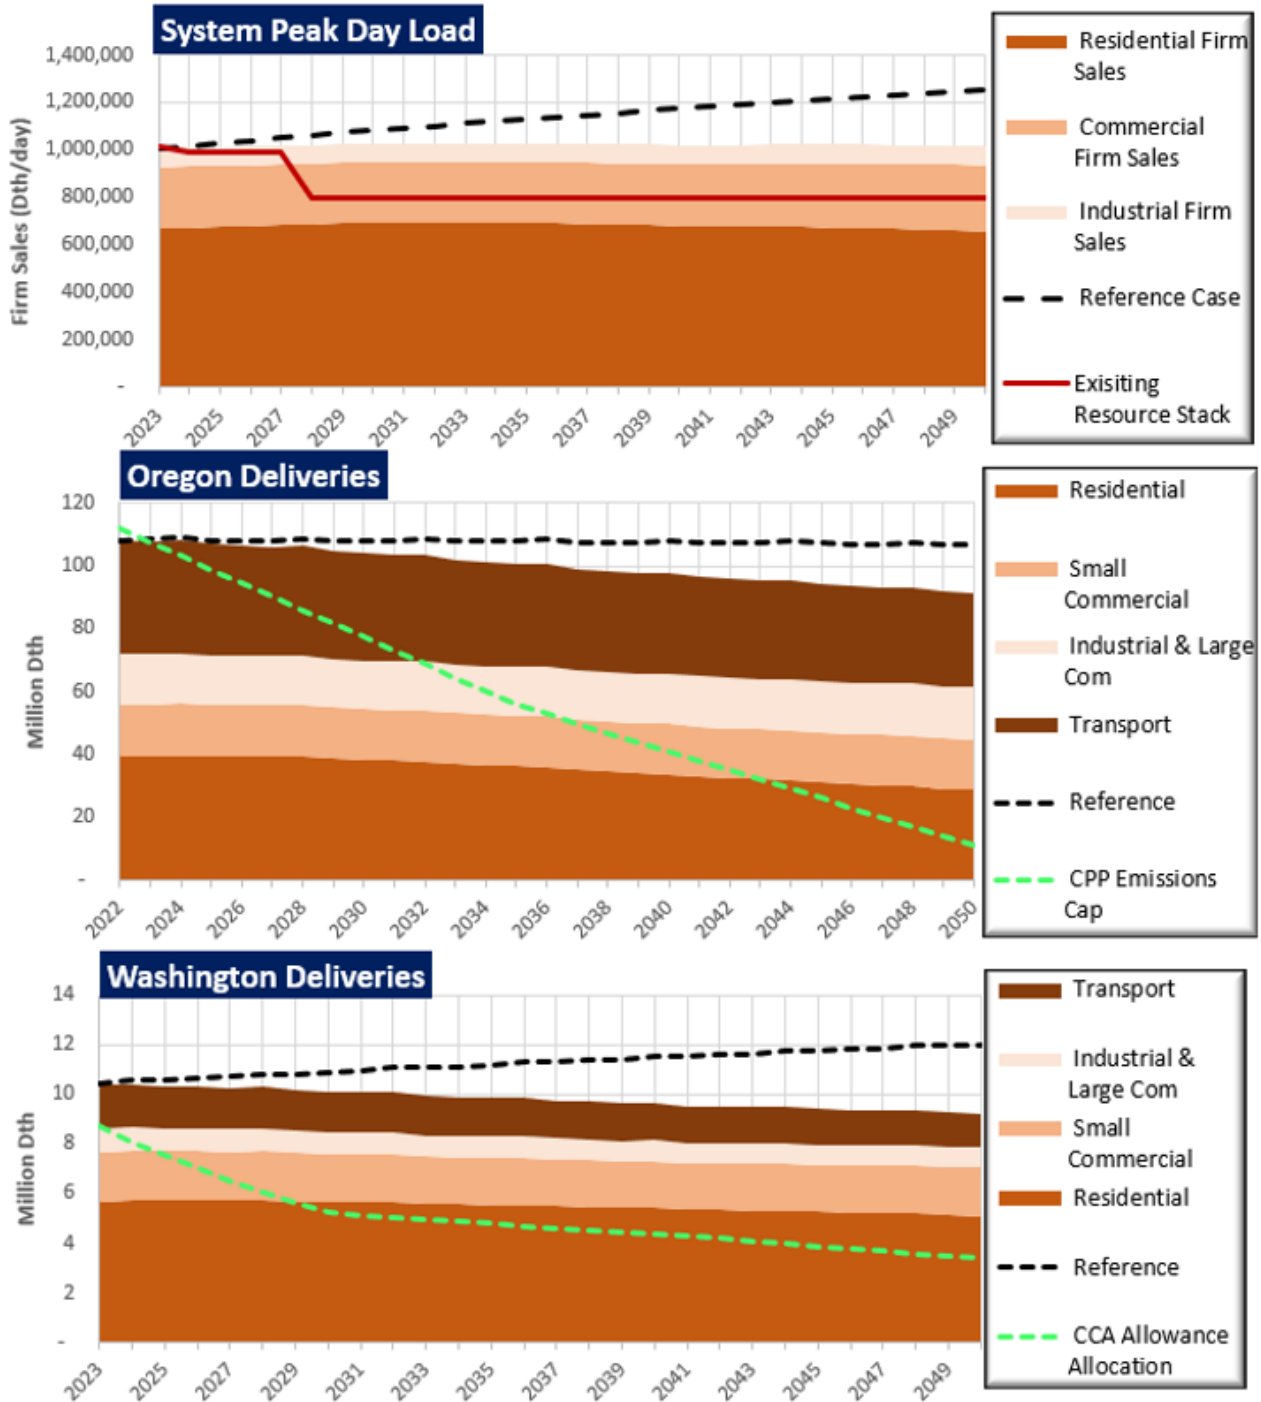 System Peak Day Load
Firm Sales (Dth/day)
1,400,000
1,200,000
1,000,000
800,000
600,000
400,000
200,000
-
2023
2025
2027
2029
2031
2033
2035
2037
2039
2041
2043
2045
2047
2049
Residential Firm
Sales
Commercial
Firm Sales
Industrial Firm
Sales
Reference Case
Exisiting
Resource Stack
Oregon Deliveries
Million Dth
120
100
80
60
40
20
-
2022
2024
2026
2028
2030
2032
2034
2036
2038
2040
2042
2044
2046
2048
2050
Residential
Small
Commercial
Industrial & Large
Com
Transport
Reference
CPP Emissions
Cap
Washington Deliveries
Million Dth
14
12
10
8
6
4
2
-
2023
2025
2027
2029
2031
2033
2035
2037
2039
2041
2043
2045
2047
2049
Transport
Industrial &
Large Com
Small
Commercial
Residential
Reference
CCA Allowance
Allocation